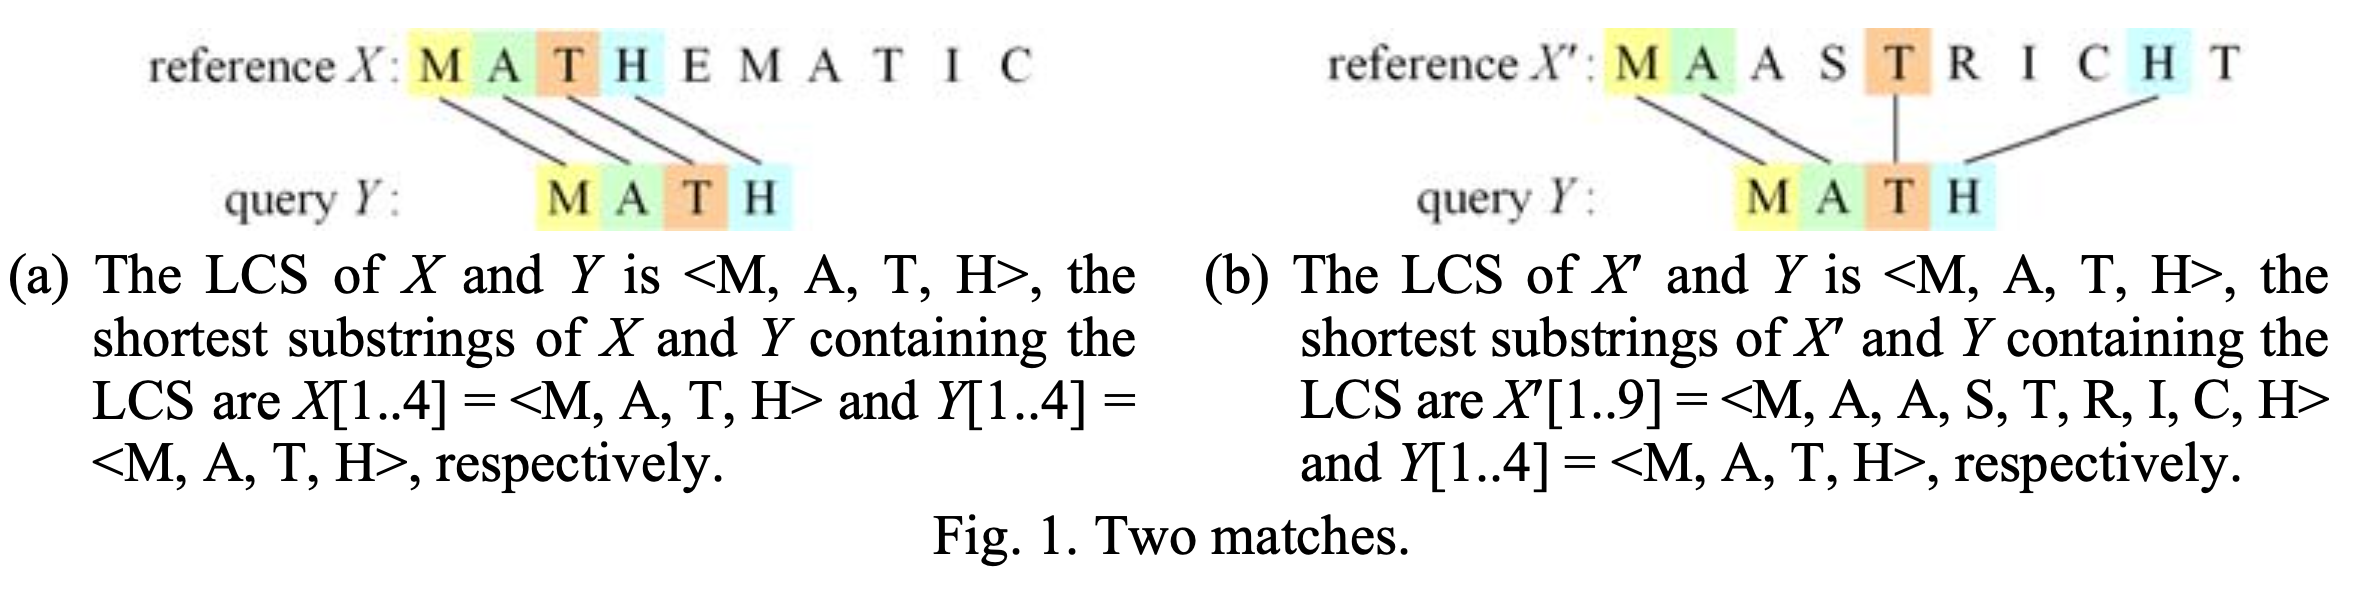 reference X: M A T H E M A T I C
query Y: M A T H
(a) The LCS of X and Y is <M, A, T, H>, the
shortest substrings of X and Y containing the
LCS are X[1..4] = <M, A, T, H> and Y[1..4] =
<M, A, T, H>, respectively.
reference X′: M A A S T R I C H T
query Y: M A T H
(b) The LCS of X′ and Y is <M, A, T, H>, the
shortest substrings of X′ and Y containing the
LCS are X′[1..9] = <M, A, A, S, T, R, I, C, H>
and Y[1..4] = <M, A, T, H>, respectively.
Fig. 1. Two matches.